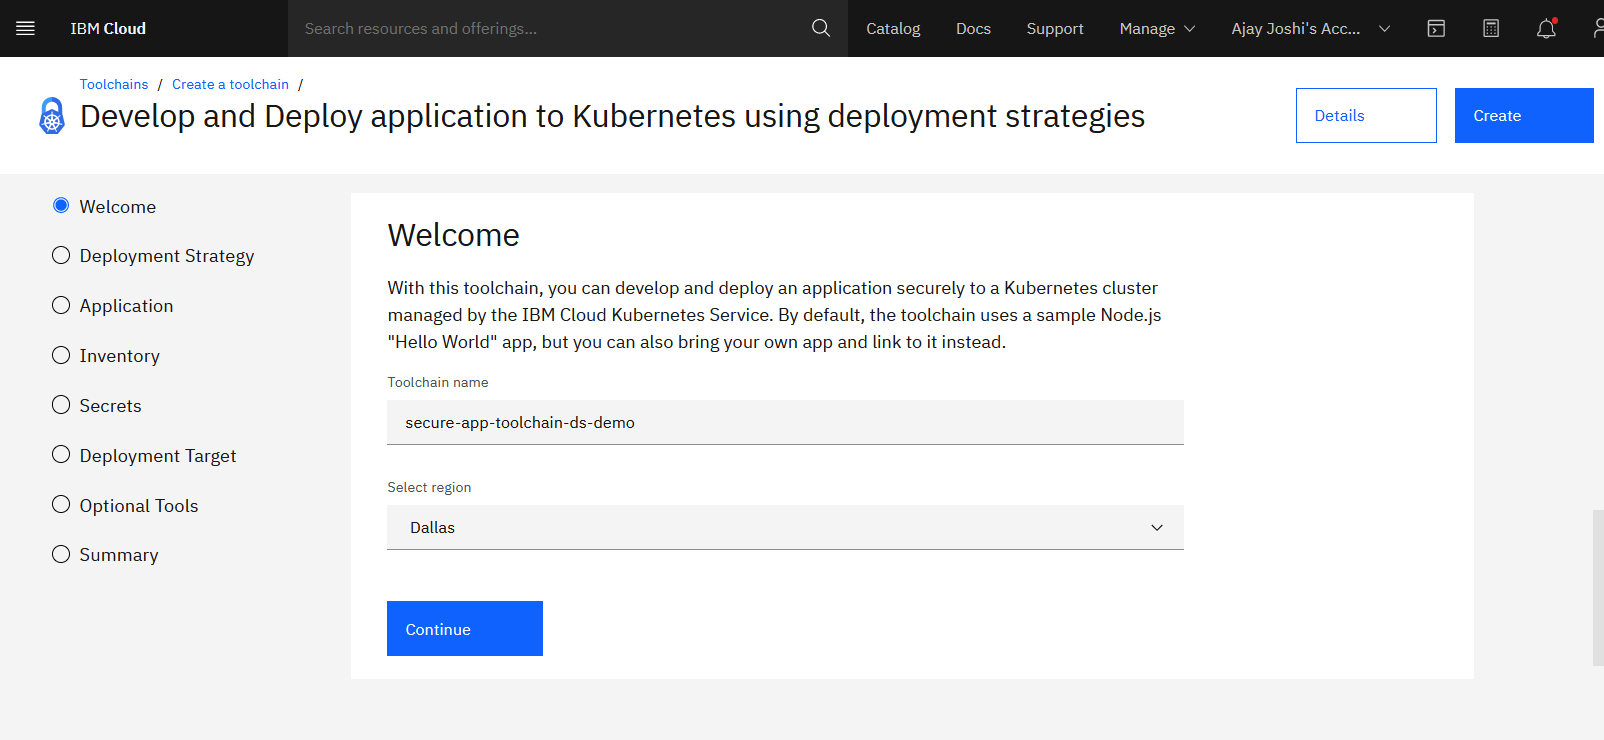 IBM Cloud
Search resources and offerings...
Catalog
Docs
Support
Manage
Ajay Joshi's Acc...
Toolchains / Create a toolchain /
Develop and Deploy application to Kubernetes using deployment strategies
Details
Create
Welcome
Deployment Strategy
Application
Inventory
Secrets
Deployment Target
Optional Tools
Summary
Welcome
With this toolchain, you can develop and deploy an application securely to a Kubernetes cluster
managed by the IBM Cloud Kubernetes Service. By default, the toolchain uses a sample Node.js
"Hello World" app, but you can also bring your own app and link to it instead.
Toolchain name
secure-app-toolchain-ds-demo
Select region
Dallas
Continue